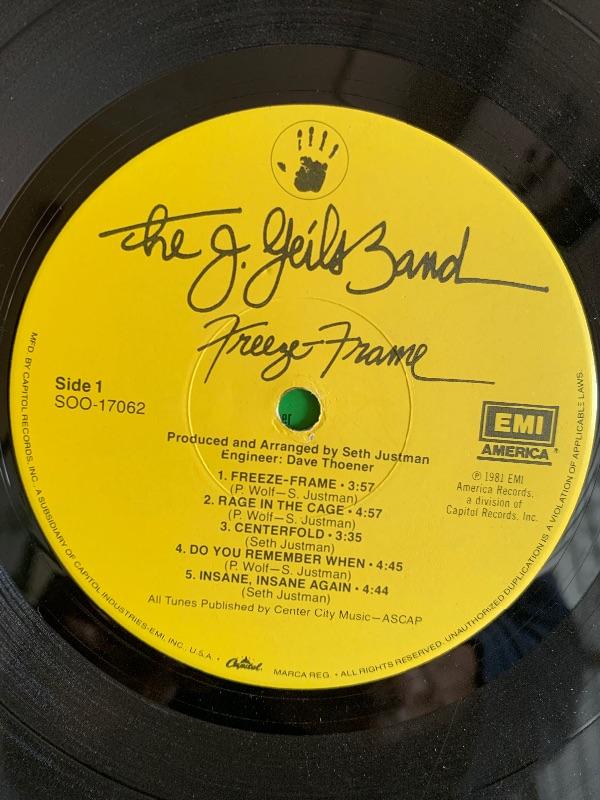 The J. Geils Band
Freeze-Frame
Side 1
SOO-17062
er
EMI
AMERICA®
Produced and Arranged by Seth Justman
Engineer: Dave Thoener
1. FREEZE-FRAME • 3:57
(P. Wolf—S. Justman)
2. RAGE IN THE CAGE • 4:57
(P. Wolf—S. Justman)
3. CENTERFOLD • 3:35
(Seth Justman)
4. DO YOU REMEMBER WHEN • 4:45
(P. Wolf—S. Justman)
5. INSANE, INSANE AGAIN • 4:44
(Seth Justman)
All Tunes Published by Center City Music—ASCAP
℗ 1981 EMI
America Records,
a division of
Capitol Records, Inc.
MFD. BY CAPITOL RECORDS, INC., A SUBSIDIARY OF CAPITOL INDUSTRIES-EMI, INC., U.S.A. • Capitol MARCA REG. • ALL RIGHTS RESERVED. UNAUTHORIZED DUPLICATION IS A VIOLATION OF APPLICABLE LAWS.